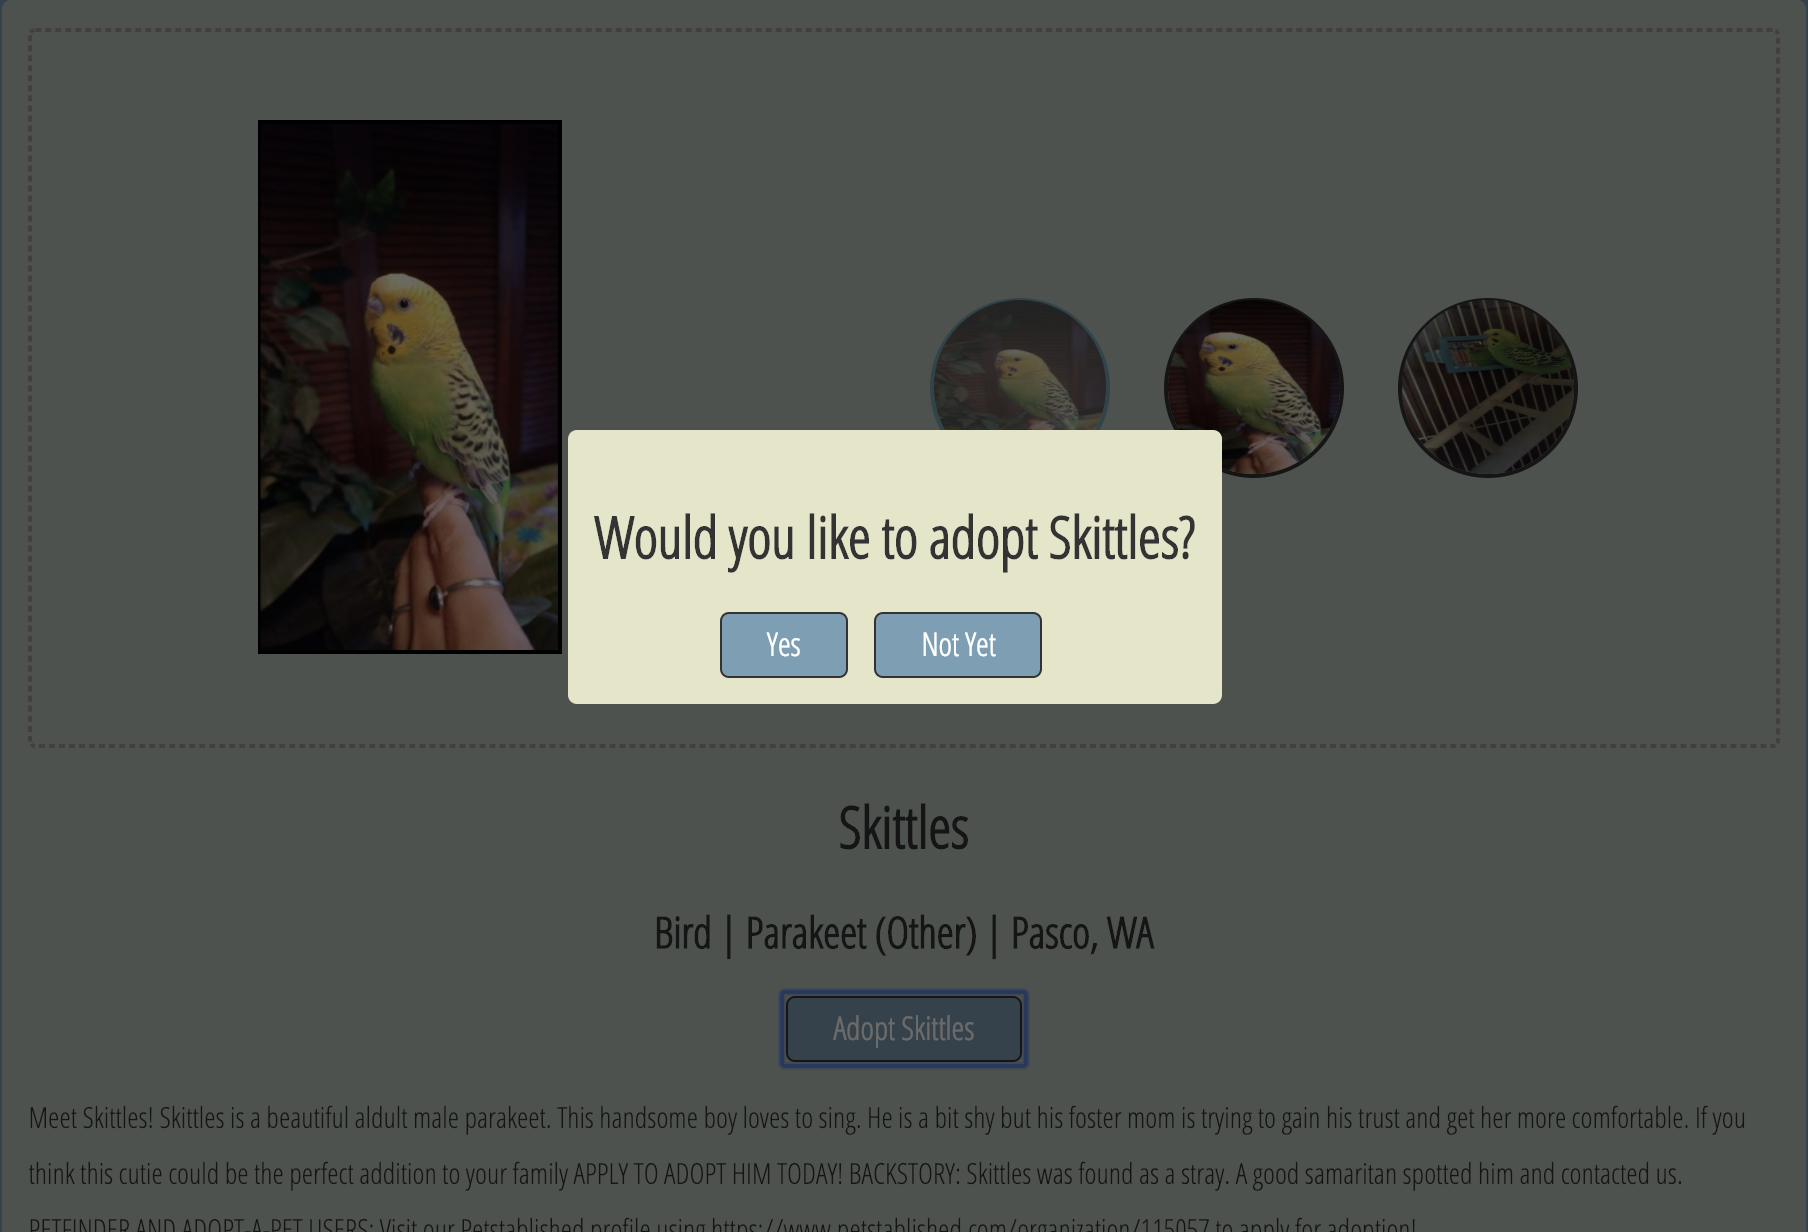 Would you like to adopt Skittles?
Yes
Not Yet
Skittles
Bird | Parakeet (Other) | Pasco, WA
Adopt Skittles
Meet Skittles! Skittles is a beautiful aldult male parakeet. This handsome boy loves to sing. He is a bit shy but his foster mom is trying to gain his trust and get her more comfortable. If you
think this cutie could be the perfect addition to your family APPLY TO ADOPT HIM TODAY! BACKSTORY: Skittles was found as a stray. A good samaritan spotted him and contacted us.
PETFINDER AND ADOPT-A-PET USERS: Visit our Petstablished profile using https://www.petstablished.com/organization/115057 to apply for adoption!